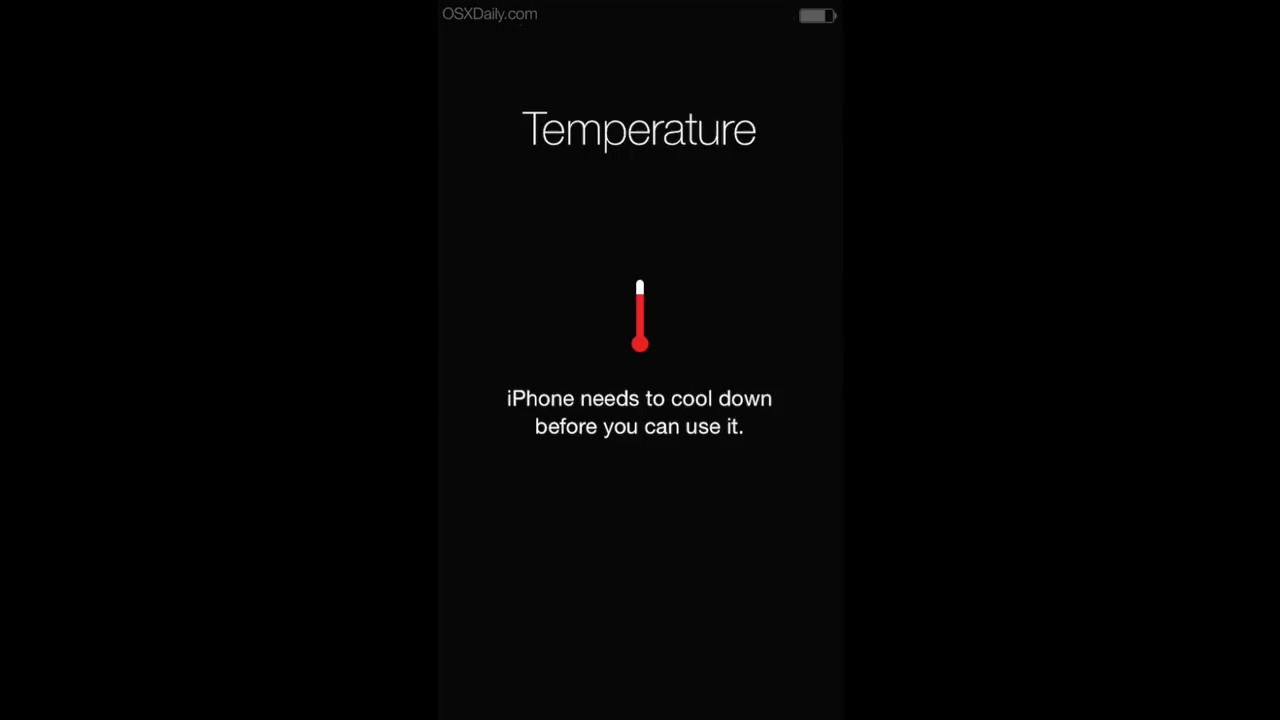 OSXDaily.com
Temperature
iPhone needs to cool down
before you can use it.